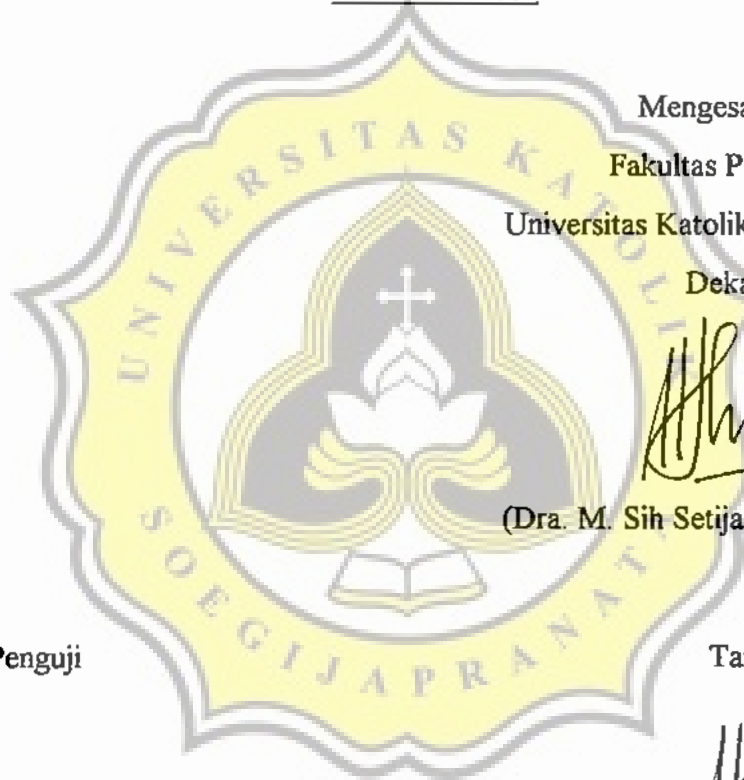 Mengesa
Fakultas P
Universitas Katolik
Deka
(Dra. M. Sih Setija
Penguji
Ta
UNIVERSITAS KATOLIK
SOEGIJAPRANATA